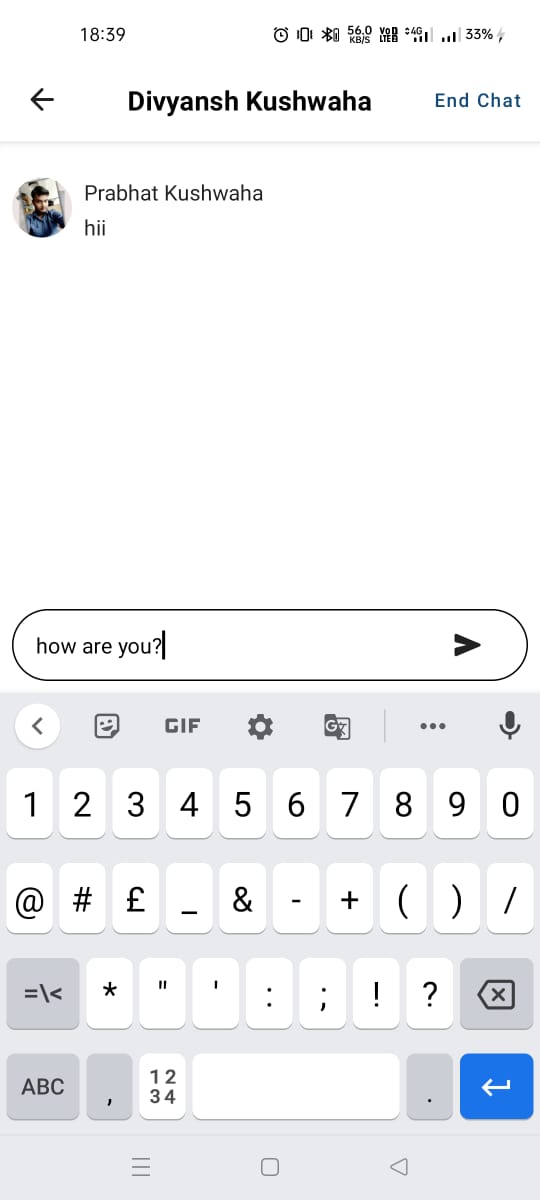 18:39 56.0 KB/S VoD LTE 4G 33%
Divyansh Kushwaha End Chat
Prabhat Kushwaha
hii
how are you?
GIF G
1 2 3 4 5 6 7 8 9 0
@ # £ _ & - + ( ) /
=\< * " ' : ; ! ?
ABC , 12 34 .